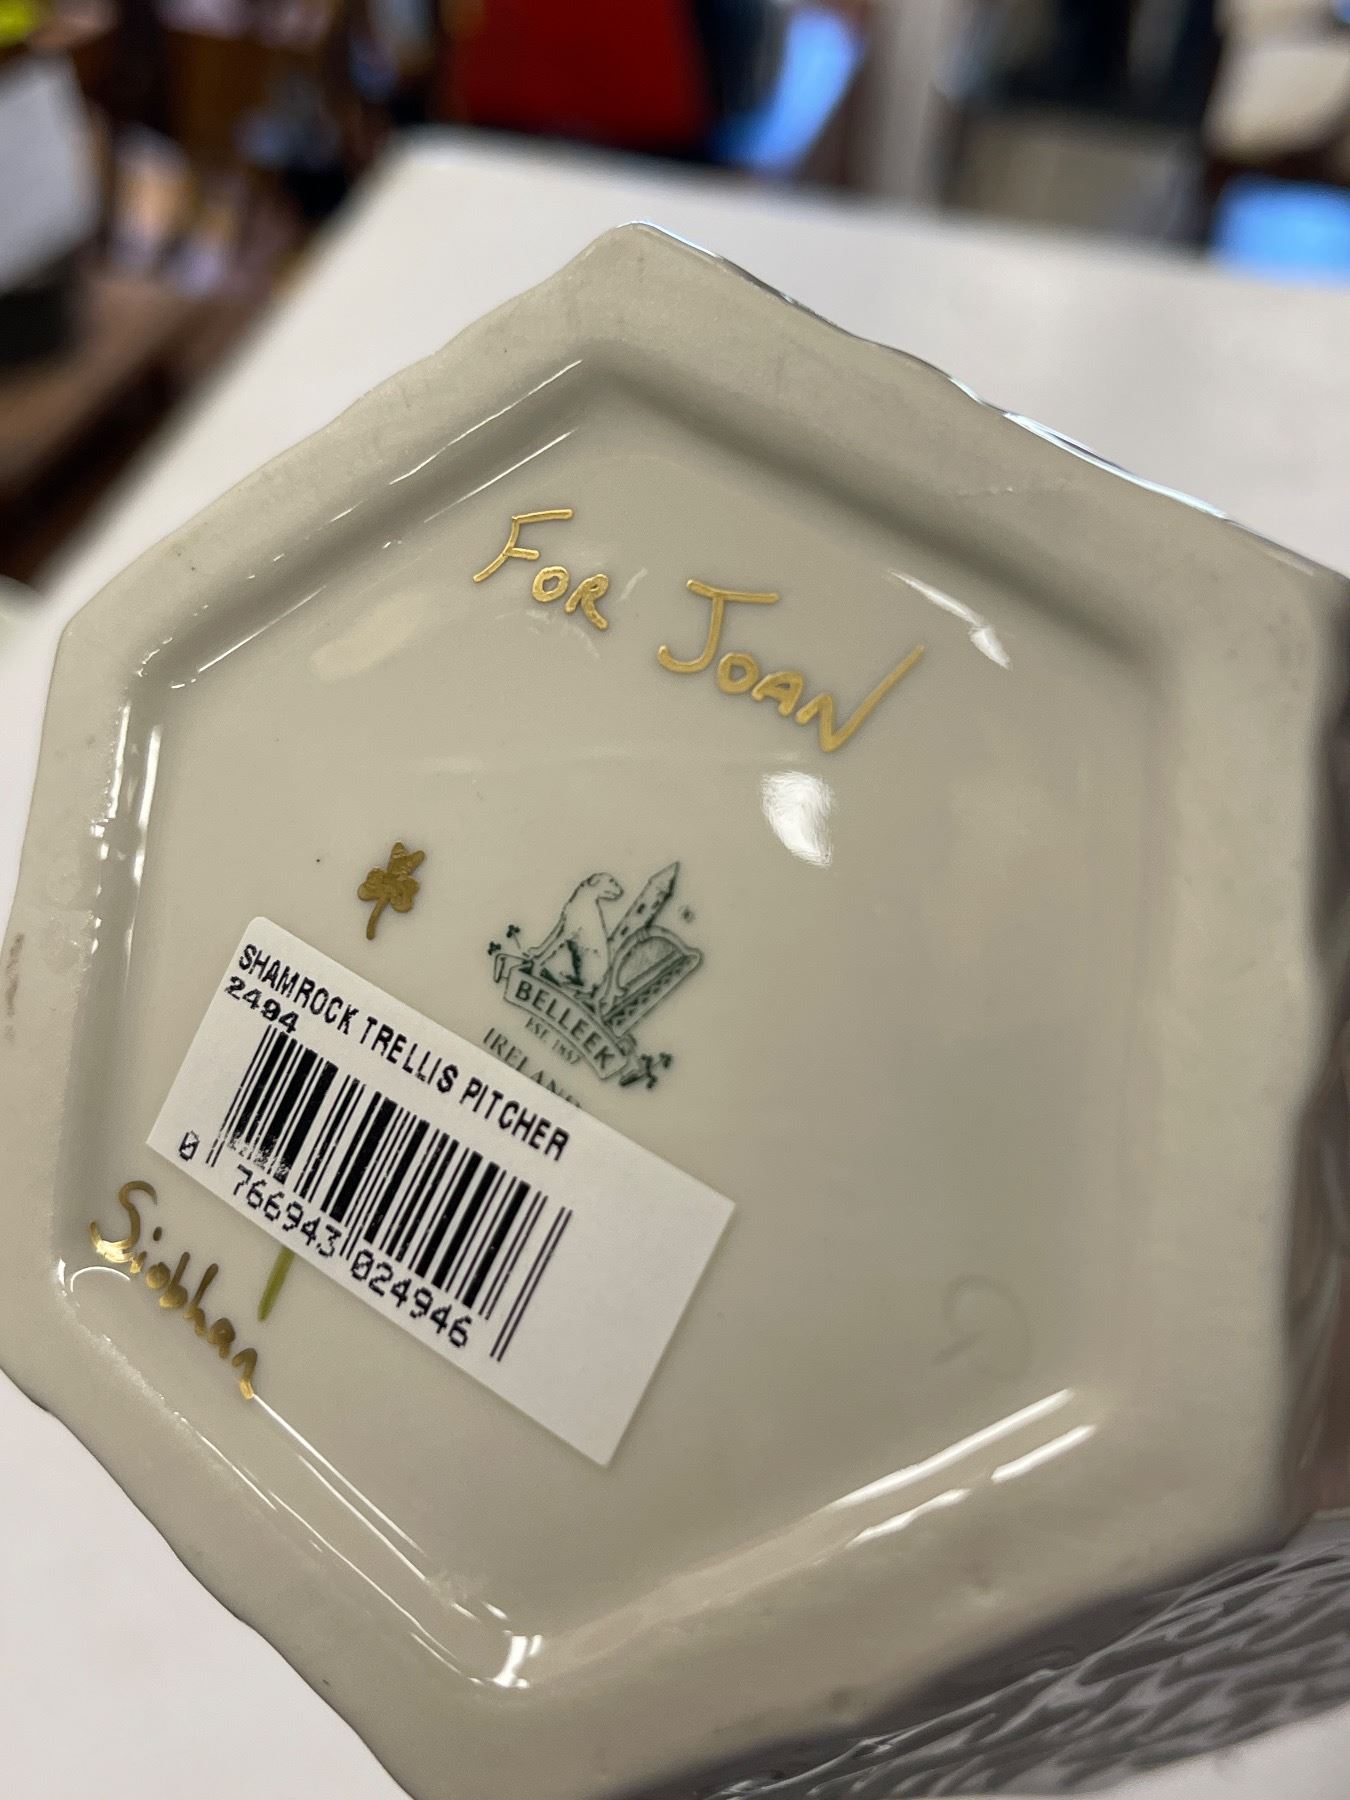 FOR JOAN
BELLEEK
EST. 1857
IRELAND
SHAMROCK TRELLIS PITCHER
2494
0 766943 024946
Siobhan